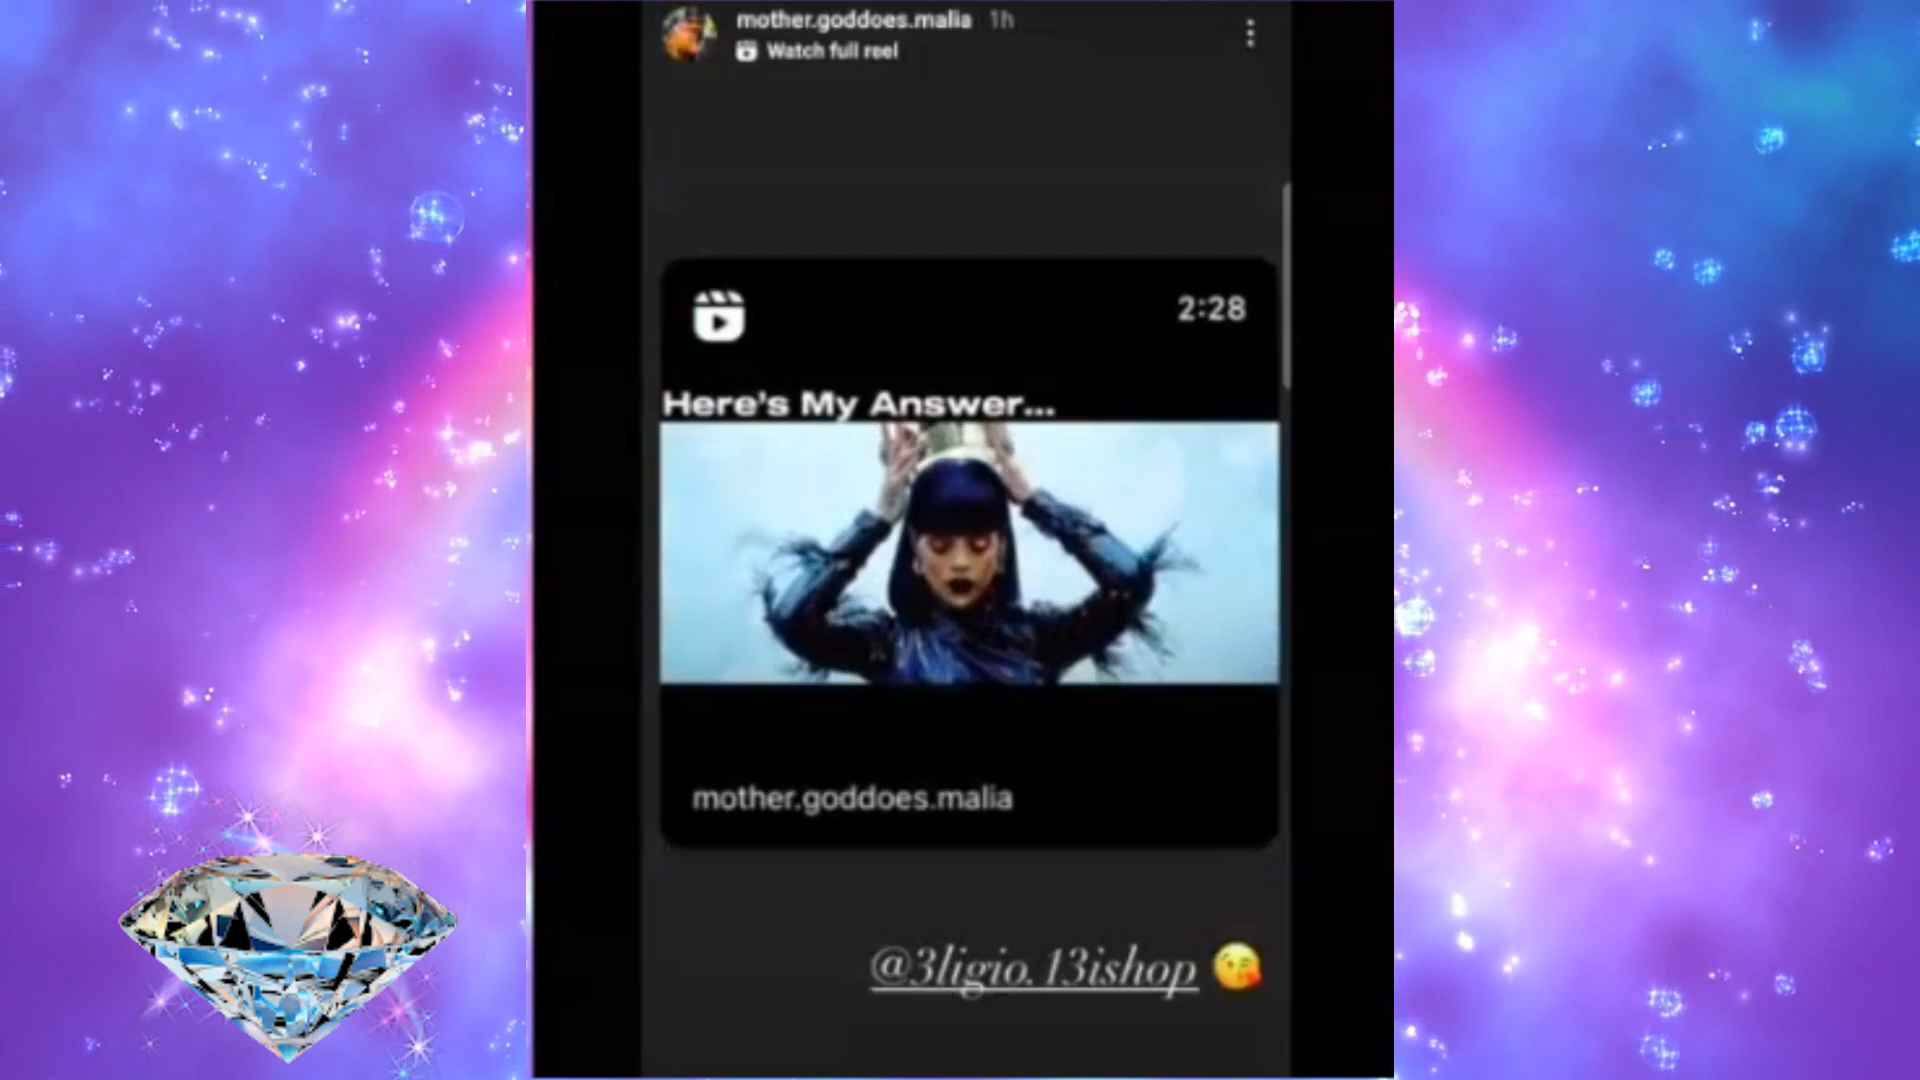 mother.goddoes.malia 1h
Watch full reel
2:28
Here's My Answer...
mother.goddoes.malia
@3ligio.13ishop 😘